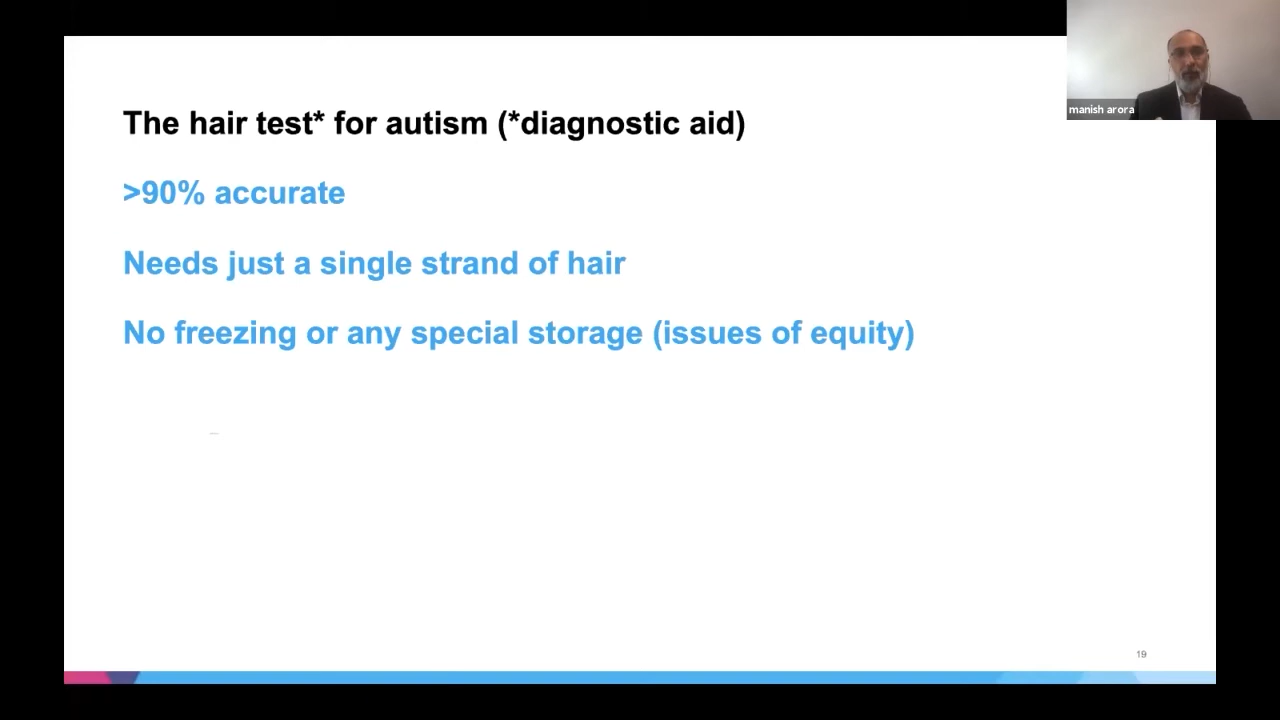 manish arora
The hair test* for autism (*diagnostic aid)
>90% accurate
Needs just a single strand of hair
No freezing or any special storage (issues of equity)
19